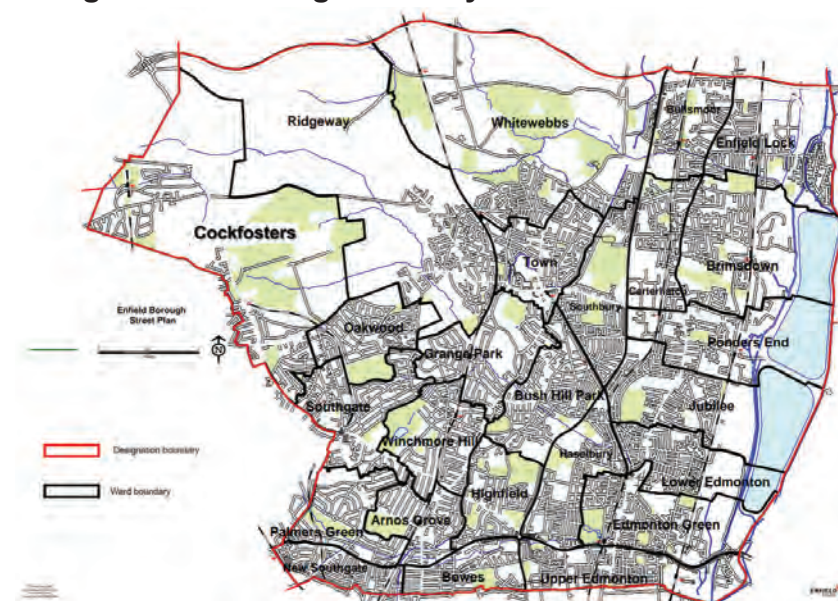 Ridgeway
Whitewebbs
Bullsmoor
Enfield Lock
Cockfosters
Town
Brimsdown
Carterhatch
Southbury
Enfield Borough
Street Plan
Oakwood
Grange Park
Ponders End
N
Southgate
Bush Hill Park
Jubilee
Winchmore Hill
Haselbury
Designation boundary
Lower Edmonton
Highfield
Ward boundary
Arnos Grove
Edmonton Green
Palmers Green
New Southgate
Bowes
Upper Edmonton
ENFIELD